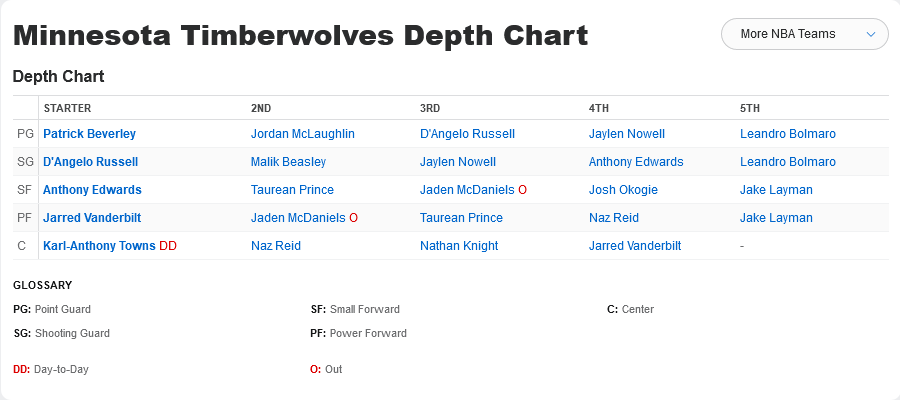 Minnesota Timberwolves Depth Chart
More NBA Teams
Depth Chart
STARTER 2ND 3RD 4TH 5TH
PG Patrick Beverley Jordan McLaughlin D'Angelo Russell Jaylen Nowell Leandro Bolmaro
SG D'Angelo Russell Malik Beasley Jaylen Nowell Anthony Edwards Leandro Bolmaro
SF Anthony Edwards Taurean Prince Jaden McDaniels O Josh Okogie Jake Layman
PF Jarred Vanderbilt Jaden McDaniels O Taurean Prince Naz Reid Jake Layman
C Karl-Anthony Towns DD Naz Reid Nathan Knight Jarred Vanderbilt -
GLOSSARY
PG: Point Guard SF: Small Forward C: Center
SG: Shooting Guard PF: Power Forward
DD: Day-to-Day O: Out